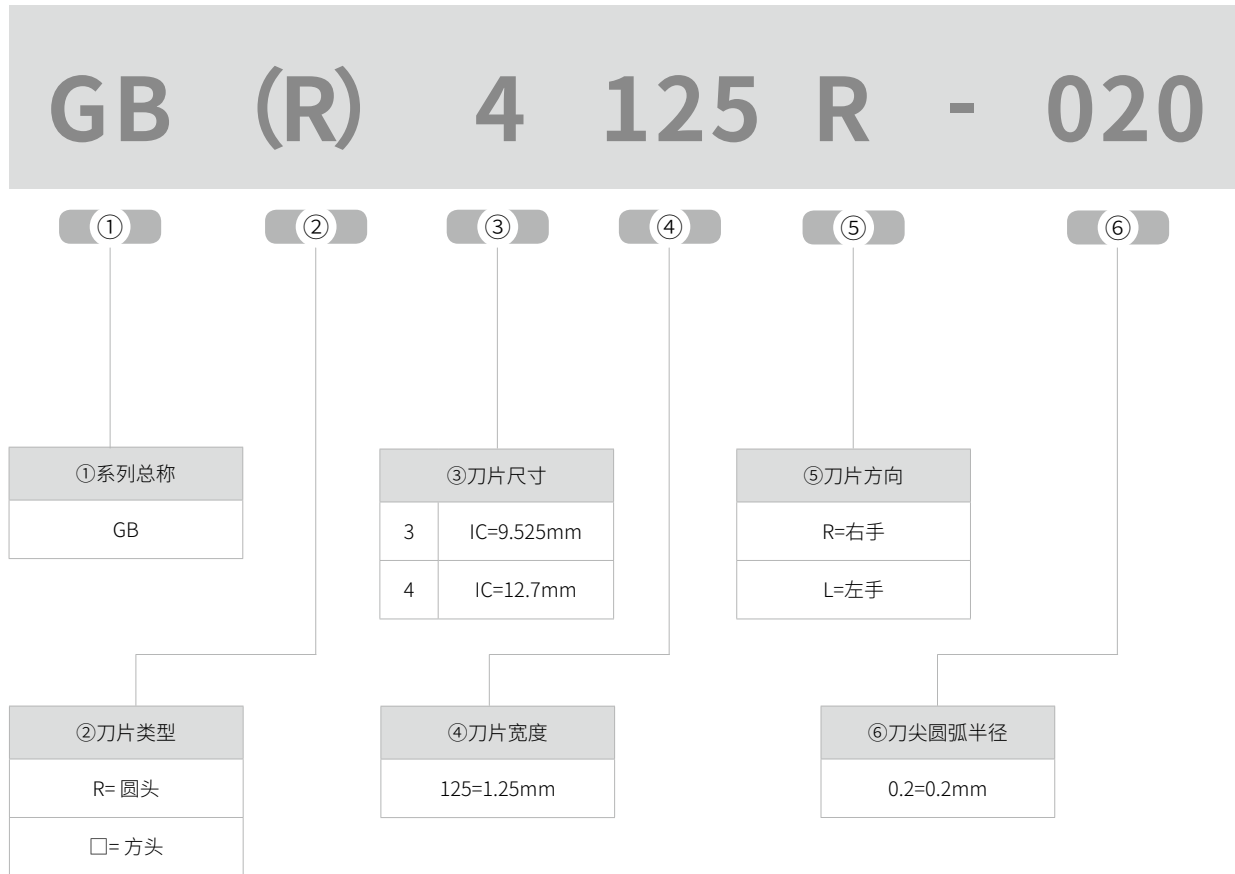 GB (R) 4 125 R - 020
① ② ③ ④ ⑤ ⑥
①系列总称
GB
③刀片尺寸
3 IC=9.525mm
4 IC=12.7mm
⑤刀片方向
R=右手
L=左手
②刀片类型
R= 圆头
□= 方头
④刀片宽度
125=1.25mm
⑥刀尖圆弧半径
0.2=0.2mm